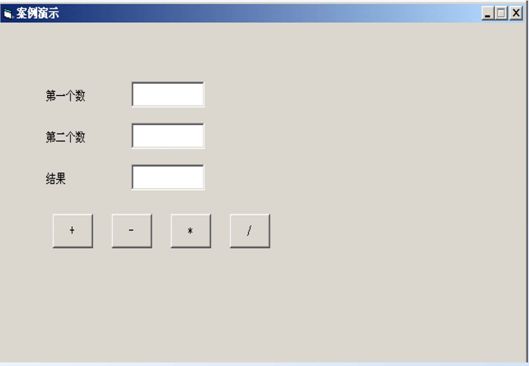 案例演示
第一个数
第二个数
结果
+ - * /